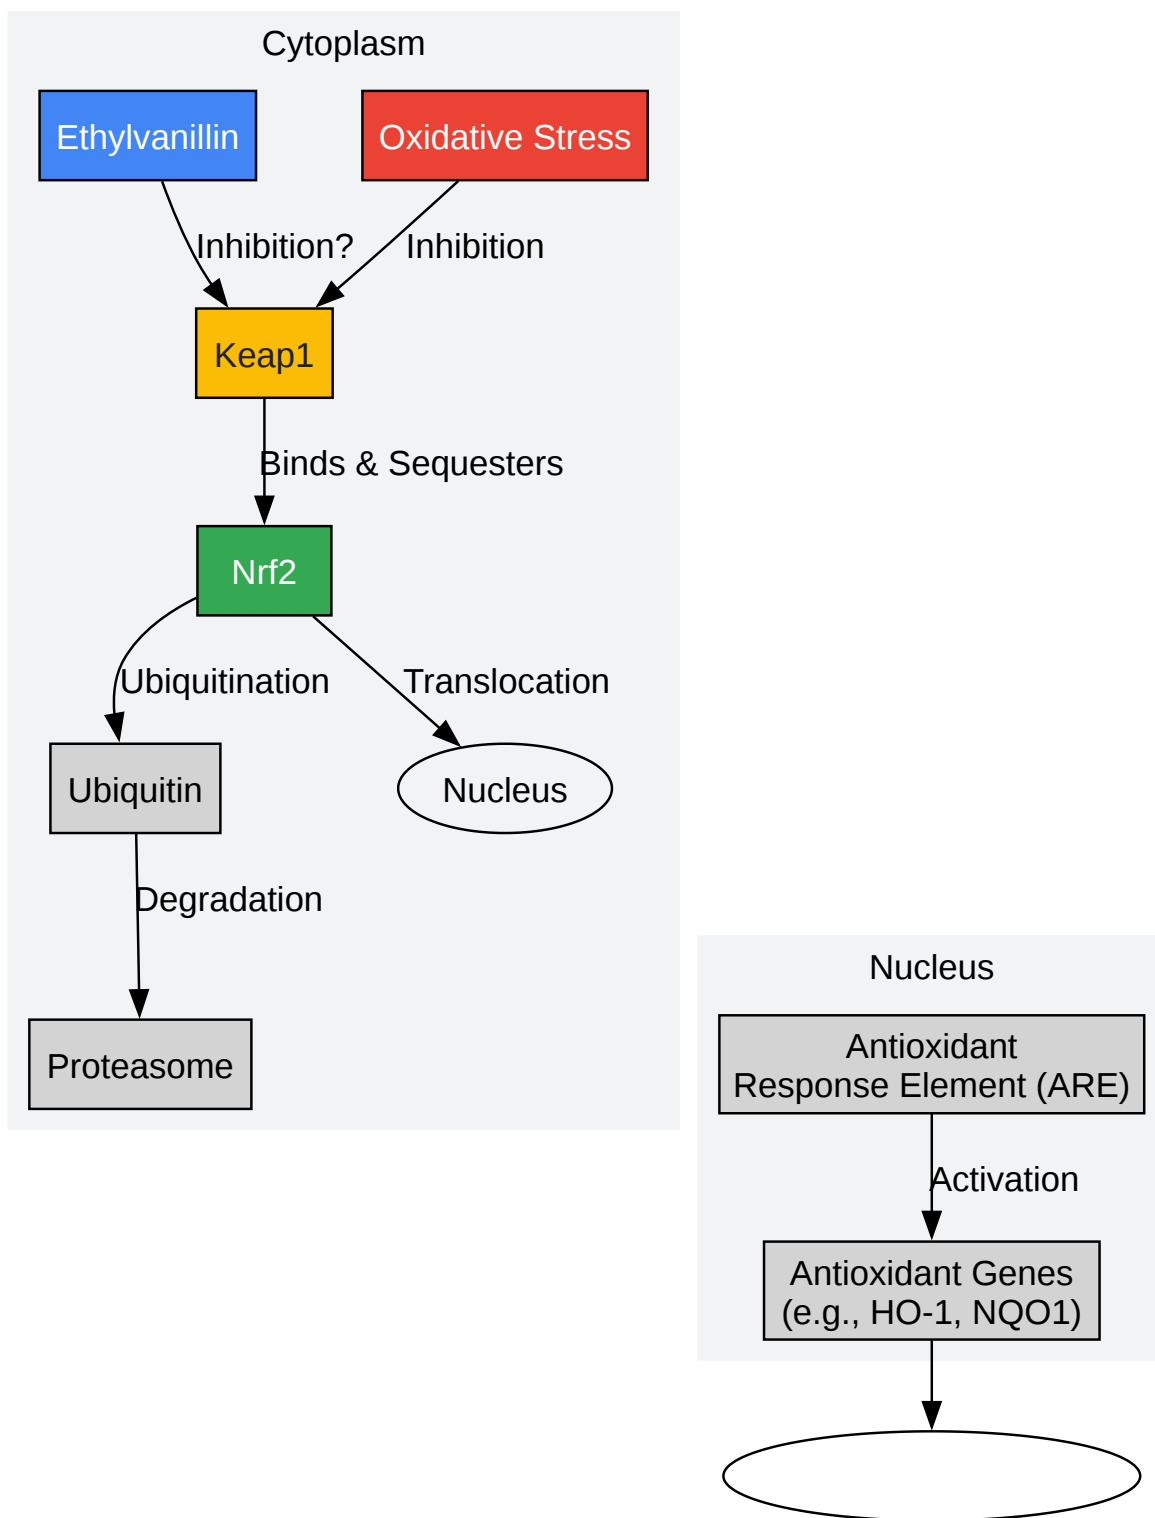 Cytoplasm
Ethylvanillin
Oxidative Stress
Inhibition?
Inhibition
Keap1
Binds & Sequesters
Nrf2
Ubiquitination
Translocation
Ubiquitin
Nucleus
Degradation
Proteasome
Nucleus
Antioxidant
Response Element (ARE)
Activation
Antioxidant Genes
(e.g., HO-1, NQO1)